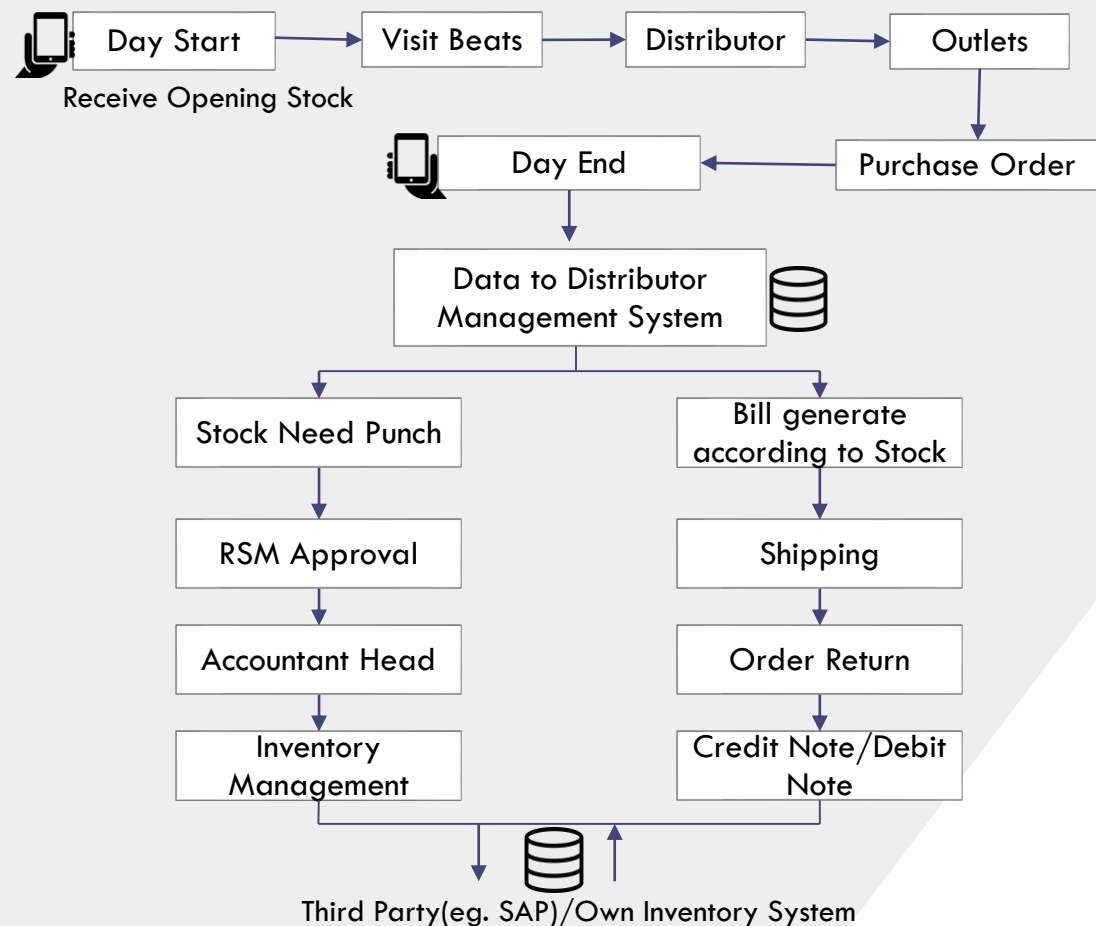 Day Start
Visit Beats
Distributor
Outlets
Receive Opening Stock
Day End
Purchase Order
Data to Distributor
Management System
Stock Need Punch
Bill generate
according to Stock
RSM Approval
Shipping
Accountant Head
Order Return
Inventory
Management
Credit Note/Debit
Note
Third Party(eg. SAP)/Own Inventory System